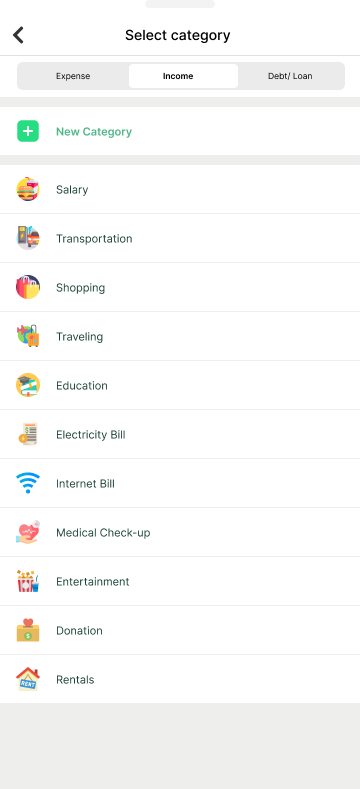 Select category
Expense
Income
Debt/ Loan
New Category
Salary
Transportation
Shopping
Traveling
Education
Electricity Bill
Internet Bill
Medical Check-up
Entertainment
Donation
Rentals
RENT